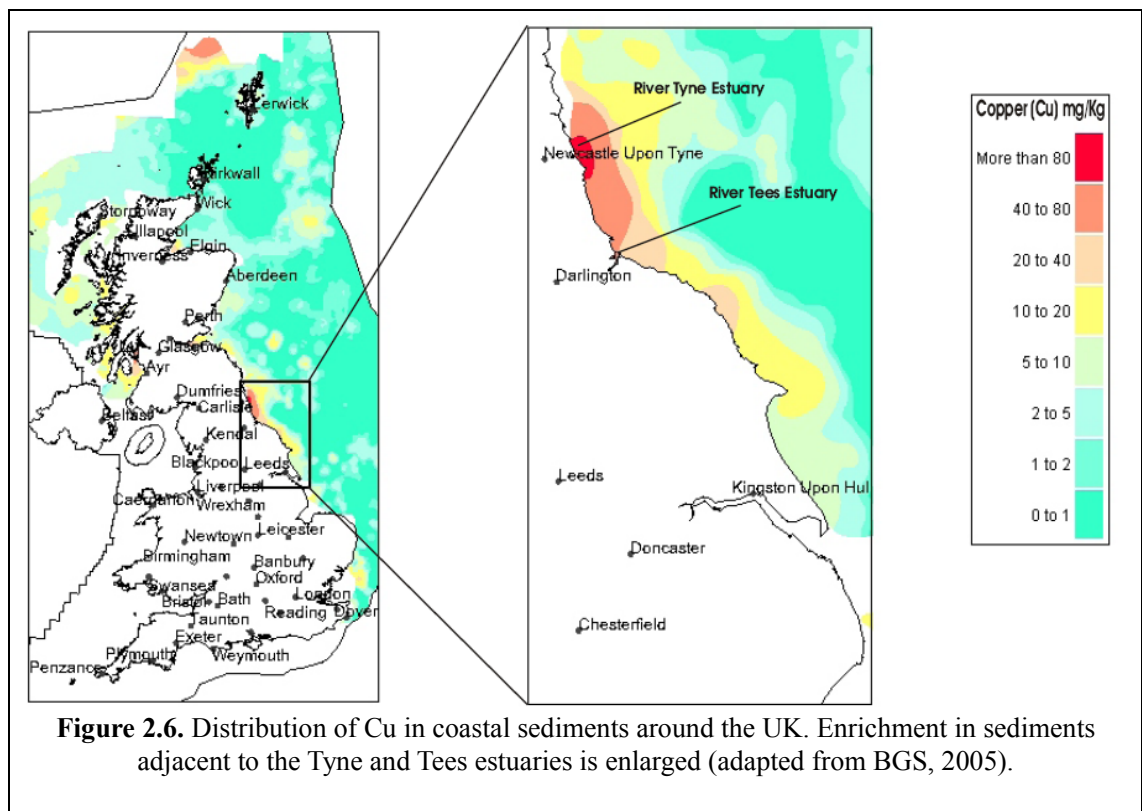 Lerwick
Kirkwall
Wick
Stornoway
Ullapool
Elgin
Inverness
Aberdeen
Perth
Glasgow
Ayr
Dumfries
Carlisle
Belfast
Kendal
Blackpoo
Leeds
Liverpool
Caernarfon
Wrexham
Leicester
Newtown
Birmingham
Banbury
Swansea
Oxford
London
Bristol
Bath
Reading
Dover
Taunton
Exeter
Plymouth
Weymouth
Penzance
River Tyne Estuary
Newcastle Upon Tyne
River Tees Estuary
Darlington
Leeds
Kingston Upon Hul
Doncaster
Chesterfield
Copper (Cu) mg/Kg
More than 80
40 to 80
20 to 40
10 to 20
5 to 10
2 to 5
1 to 2
0 to 1
Figure 2.6. Distribution of Cu in coastal sediments around the UK. Enrichment in sediments
adjacent to the Tyne and Tees estuaries is enlarged (adapted from BGS, 2005).